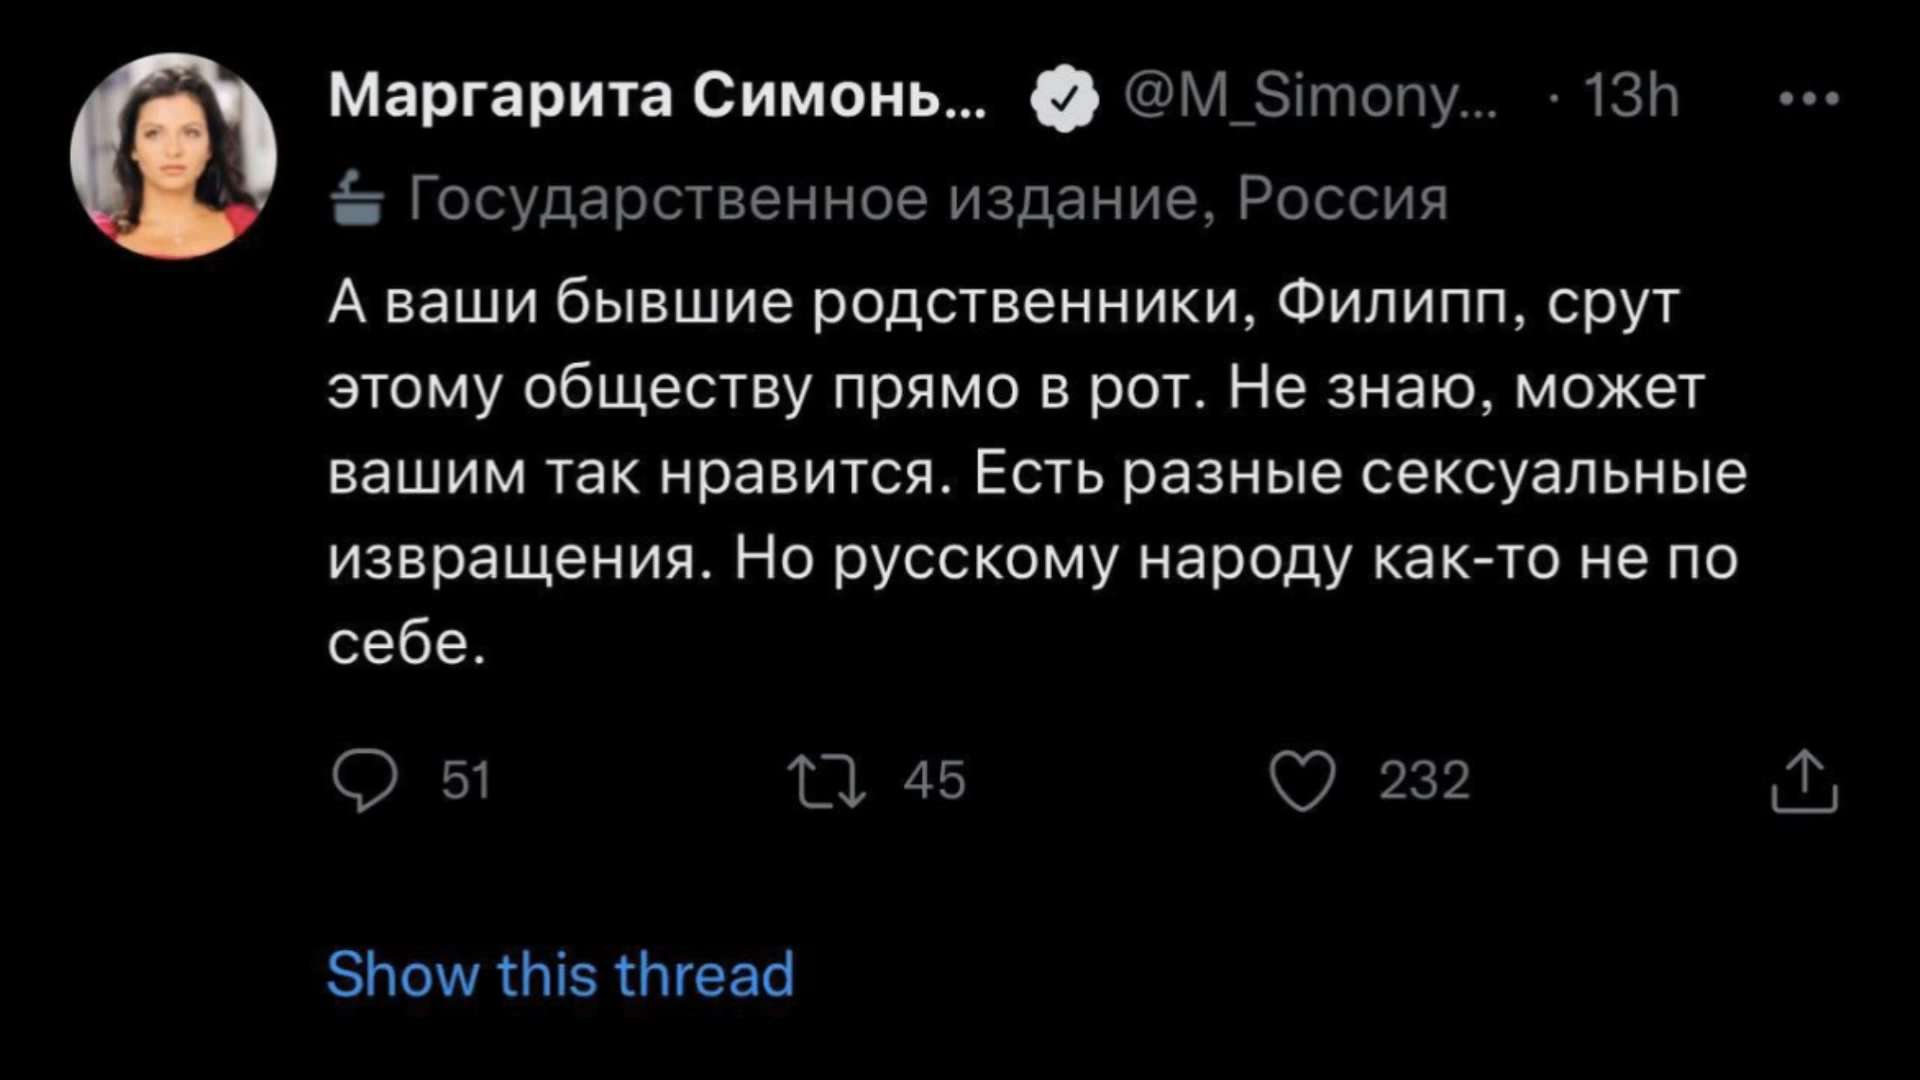 Маргарита Симонь... @M_Simony... · 13h
Государственное издание, Россия
А ваши бывшие родственники, Филипп, срут
этому обществу прямо в рот. Не знаю, может
вашим так нравится. Есть разные сексуальные
извращения. Но русскому народу как-то не по
себе.
51 45 232
Show this thread